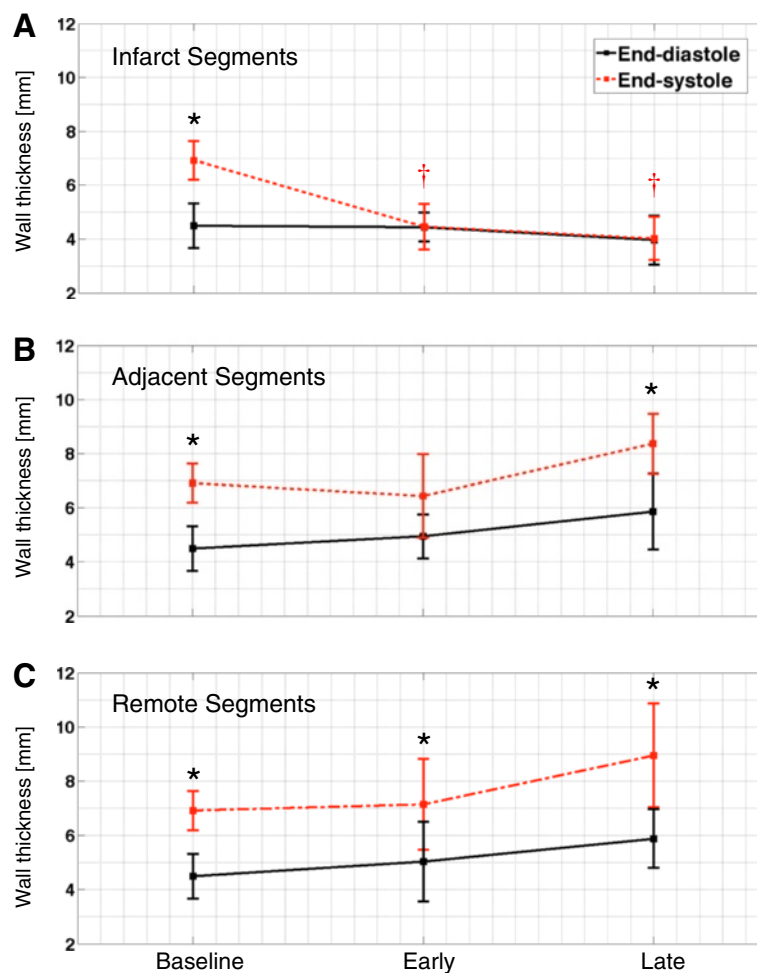 A
12
Infarct Segments
End-diastole
End-systole
10
*
8
†
†
6
4
2
Wall thickness [mm]
B
12
Adjacent Segments
*
10
*
8
6
4
2
Wall thickness [mm]
C
12
Remote Segments
*
10
*
*
8
6
4
2
Wall thickness [mm]
Baseline Early Late